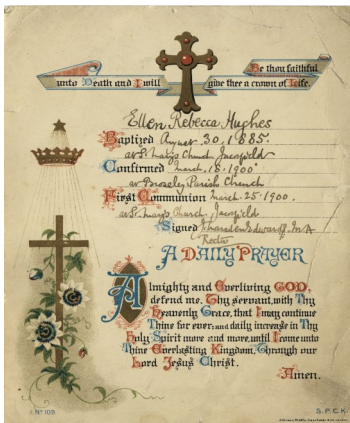 Be thou faithful
unto Death and I will give thee a crown of Life.
Ellen Rebecca Hughes
Baptized August 30, 1885.
at St. Mary's Church Jackfield
Confirmed March. 18. 1900.
at Broseley Parish Church
First Communion March. 25. 1900.
at St. Mary's Church, Jackfield
Signed M.A
Rector
A DAILY PRAYER
Almighty and Everliving GOD,
defend me, Thy servant, with Thy
Heavenly Grace, that I may continue
Thine for ever; and daily increase in Thy
Holy Spirit more and more, until I come unto
Thine Everlasting Kingdom, Through our
Lord Jesus Christ.
Amen.
Nº 109
S.P.C.K.